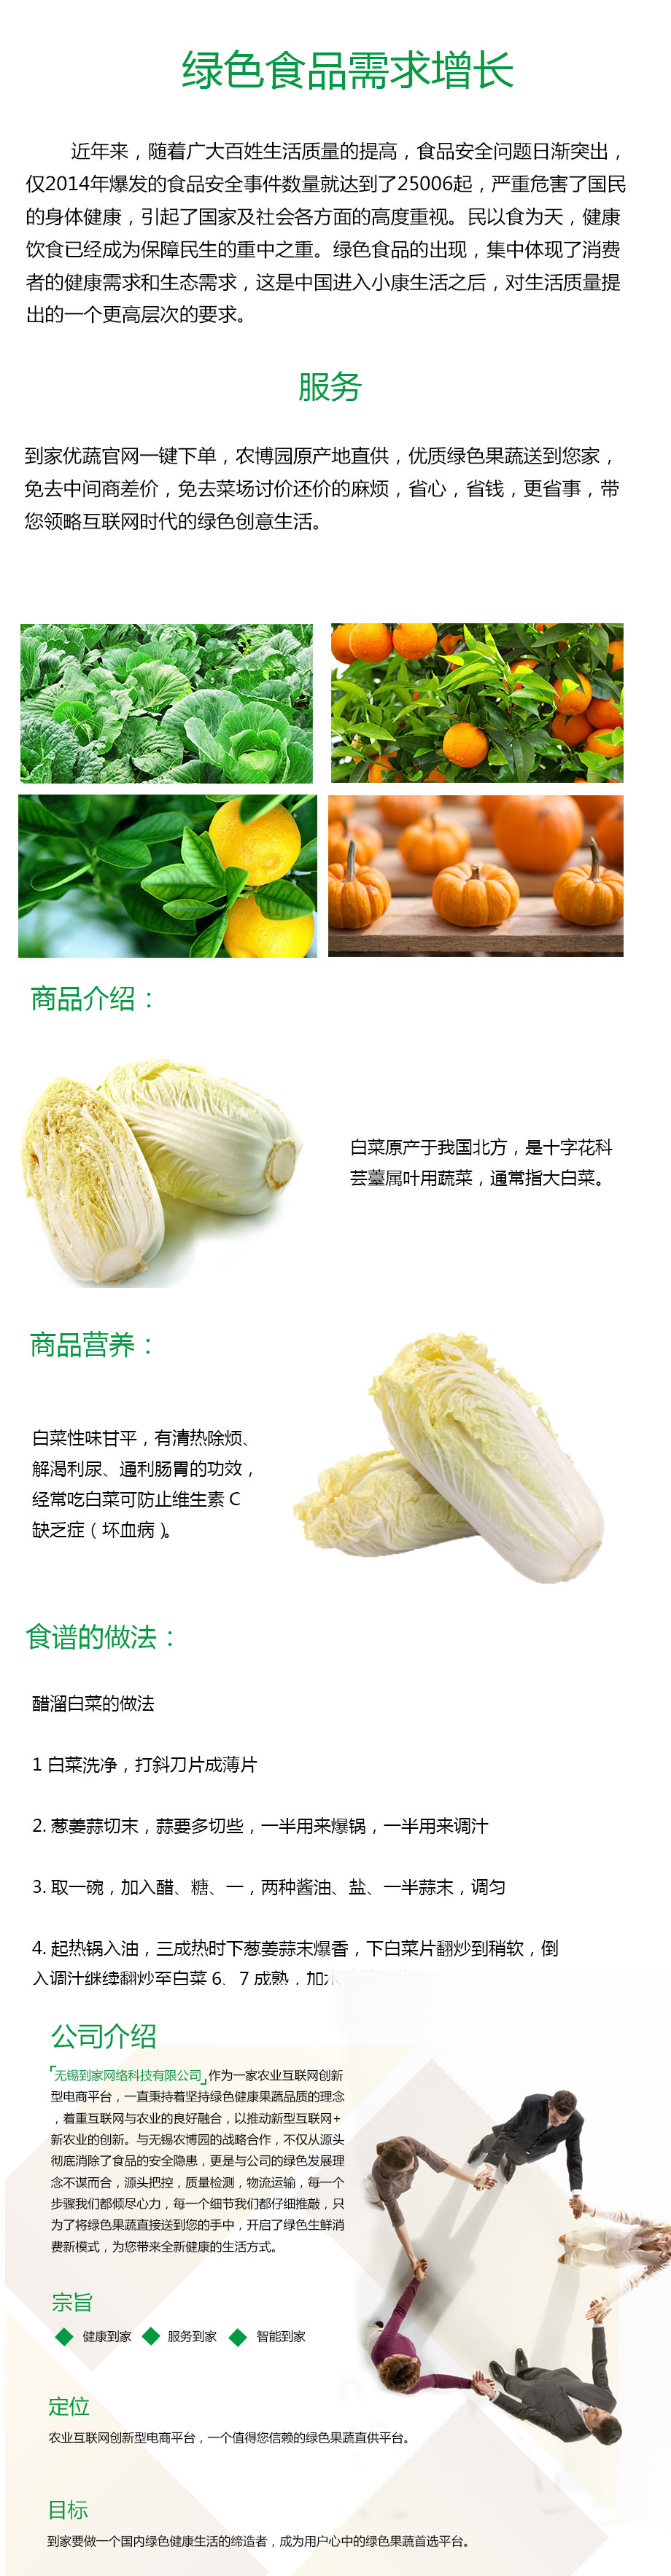 绿色食品需求增长
近年来，随着广大百姓生活质量的提高，食品安全问题日渐突出，
仅2014年爆发的食品安全事件数量就达到了25006起，严重危害了国民
的身体健康，引起了国家及社会各方面的高度重视。民以食为天，健康
饮食已经成为保障民生的重中之重。绿色食品的出现，集中体现了消费
者的健康需求和生态需求，这是中国进入小康生活之后，对生活质量提
出的一个更高层次的要求。
服务
到家优蔬官网一键下单，农博园原产地直供，优质绿色果蔬送到您家，
免去中间商差价，免去菜场讨价还价的麻烦，省心，省钱，更省事，带
您领略互联网时代的绿色创意生活。
商品介绍：
白菜原产于我国北方，是十字花科
芸薹属叶用蔬菜，通常指大白菜。
商品营养：
白菜性味甘平，有清热除烦、
解渴利尿、通利肠胃的功效，
经常吃白菜可防止维生素 C
缺乏症（坏血病）。
食谱的做法：
醋溜白菜的做法
1 白菜洗净，打斜刀片成薄片
2. 葱姜蒜切末，蒜要多切些，一半用来爆锅，一半用来调汁
3. 取一碗，加入醋、糖、一，两种酱油、盐、一半蒜末，调匀
4. 起热锅入油，三成热时下葱姜蒜末爆香，下白菜片翻炒到稍软，倒
入调汁继续翻炒至白菜 6、7 成熟，加水
公司介绍
「无锡到家网络科技有限公司」作为一家农业互联网创新
型电商平台，一直秉持着坚持绿色健康果蔬品质的理念
，着重互联网与农业的良好融合，以推动新型互联网+
新农业的创新。与无锡农博园的战略合作，不仅从源头
彻底消除了食品的安全隐患，更是与公司的绿色发展理
念不谋而合，源头把控，质量检测，物流运输，每一个
步骤我们都倾尽心力，每一个细节我们都仔细推敲，只
为了将绿色果蔬直接送到您的手中，开启了绿色生鲜消
费新模式，为您带来全新健康的生活方式。
宗旨
健康到家 服务到家 智能到家
定位
农业互联网创新型电商平台，一个值得您信赖的绿色果蔬直供平台。
目标
到家要做一个国内绿色健康生活的缔造者，成为用户心中的绿色果蔬首选平台。